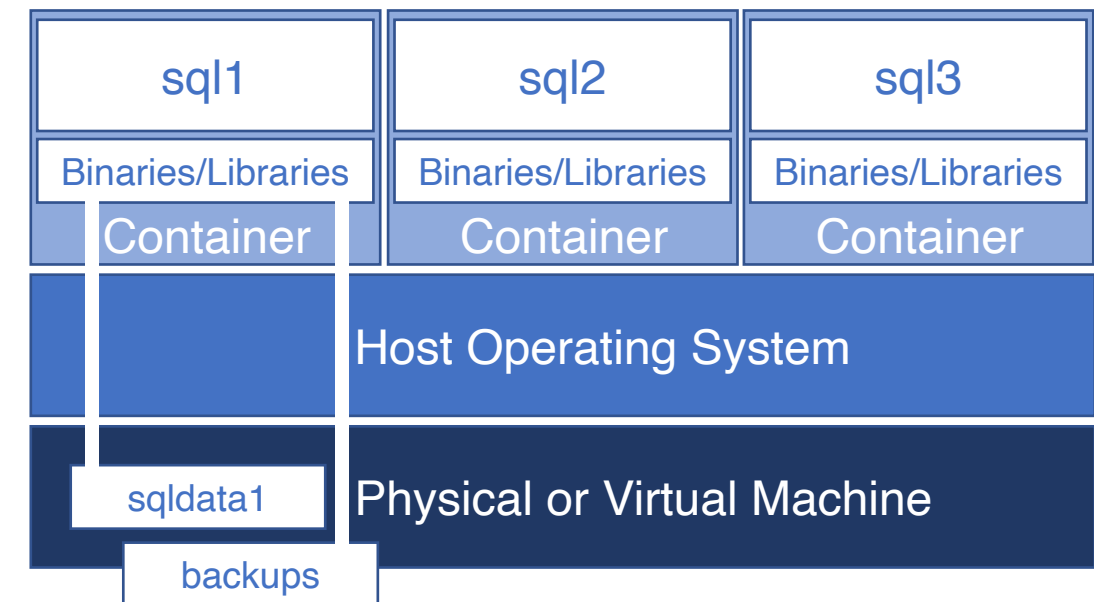 sql1
sql2
sql3
Binaries/Libraries
Binaries/Libraries
Binaries/Libraries
Container
Container
Container
Host Operating System
Physical or Virtual Machine
sqldata1
backups